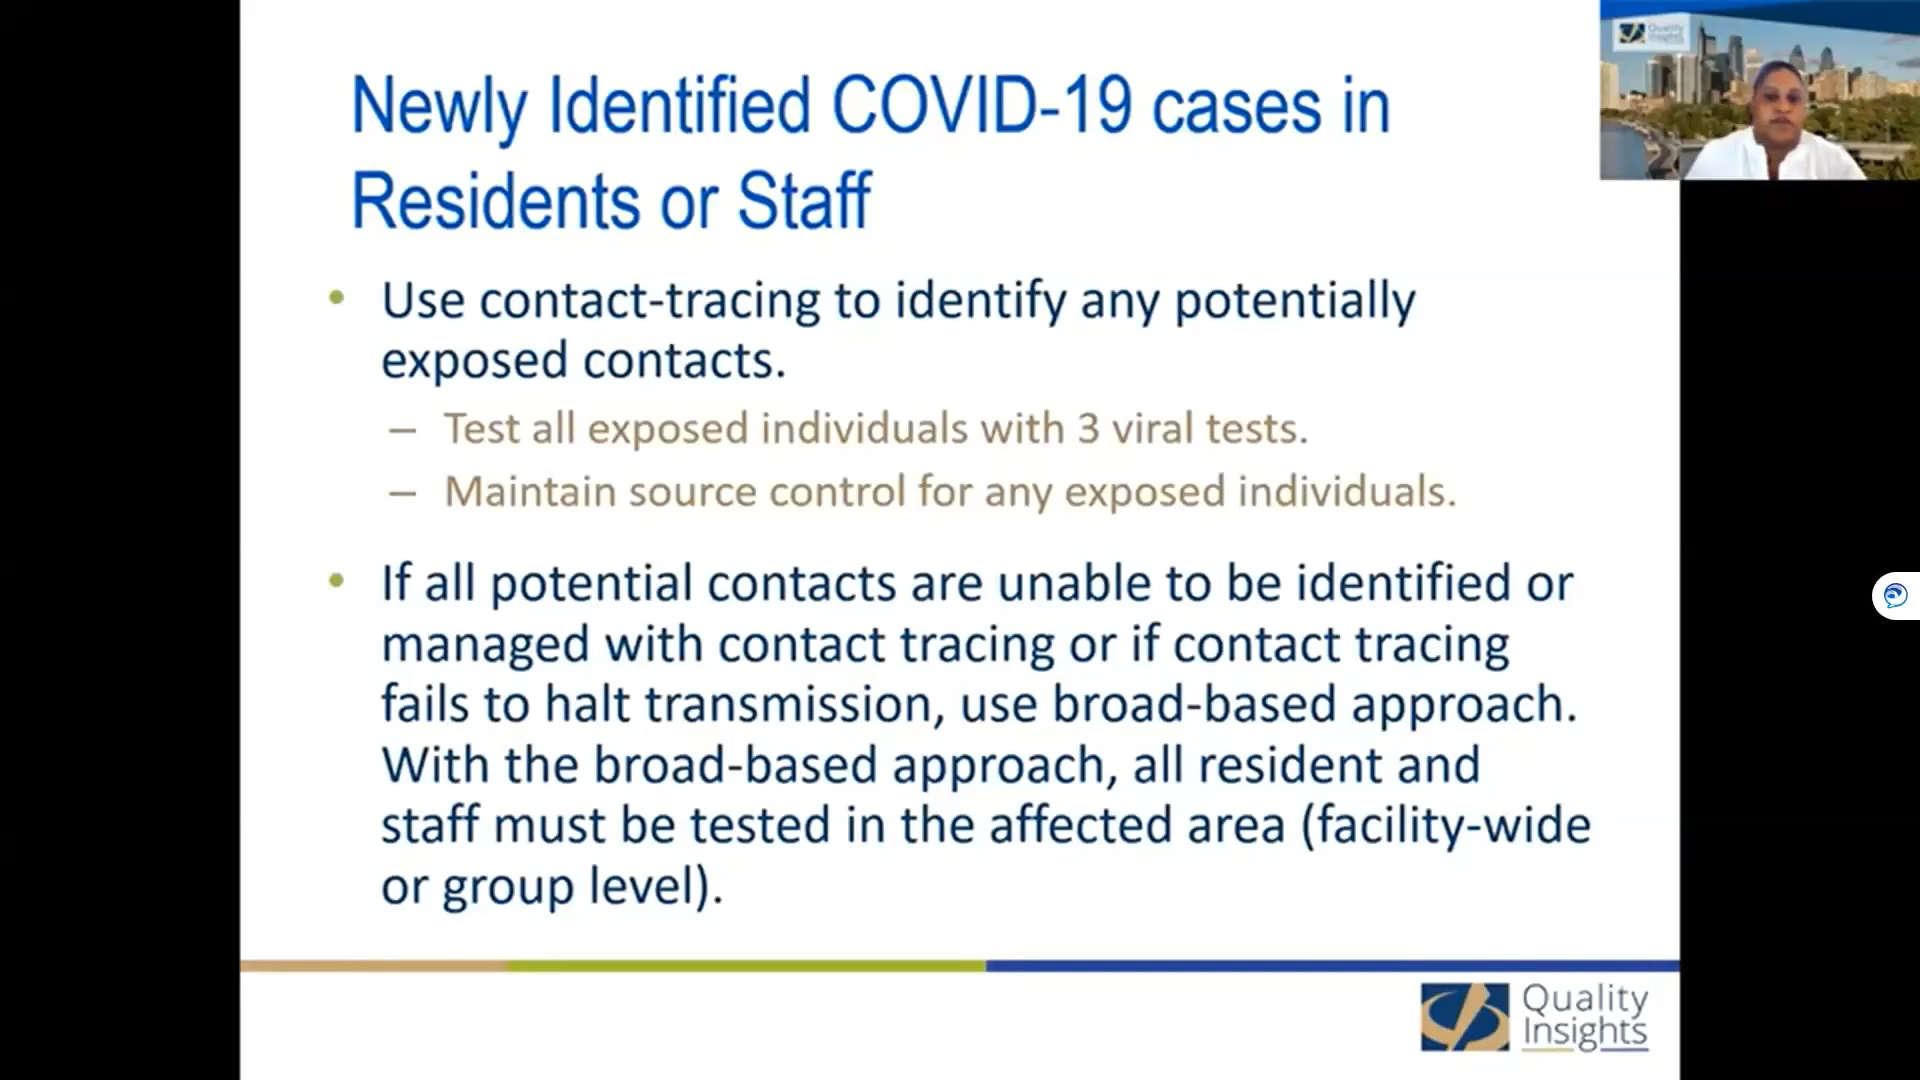 Quality
Insights
Newly Identified COVID-19 cases in
Residents or Staff
• Use contact-tracing to identify any potentially
exposed contacts.
– Test all exposed individuals with 3 viral tests.
– Maintain source control for any exposed individuals.
• If all potential contacts are unable to be identified or
managed with contact tracing or if contact tracing
fails to halt transmission, use broad-based approach.
With the broad-based approach, all resident and
staff must be tested in the affected area (facility-wide
or group level).
Quality
Insights